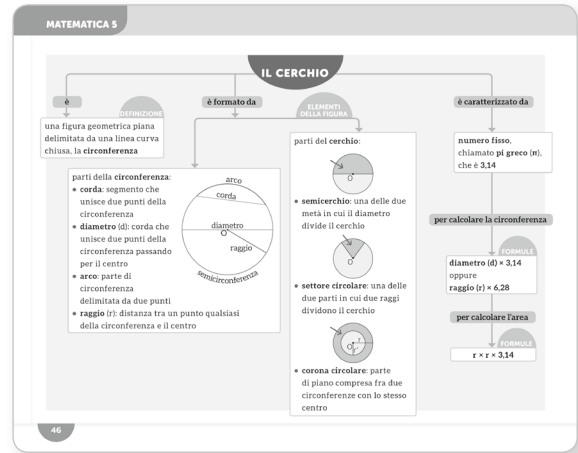 MATEMATICA 5
IL CERCHIO
è
DEFINIZIONE
una figura geometrica piana
delimitata da una linea curva
chiusa, la circonferenza
è formato da
ELEMENTI
DELLA FIGURA
parti della circonferenza:
• corda: segmento che
unisce due punti della
circonferenza
• diametro (d): corda che
unisce due punti della
circonferenza passando
per il centro
• arco: parte di
circonferenza
delimitata da due punti
• raggio (r): distanza tra un punto qualsiasi
della circonferenza e il centro
arco
corda
diametro
O
raggio
semicirconferenza
parti del cerchio:
O
• semicerchio: una delle due
metà in cui il diametro
divide il cerchio
O
• settore circolare: una delle
due parti in cui due raggi
dividono il cerchio
O
r
r'
• corona circolare: parte
di piano compresa fra due
circonferenze con lo stesso
centro
è caratterizzato da
numero fisso,
chiamato pi greco (π),
che è 3,14
per calcolare la circonferenza
FORMULE
diametro (d) × 3,14
oppure
raggio (r) × 6,28
per calcolare l'area
FORMULE
r × r × 3,14
46